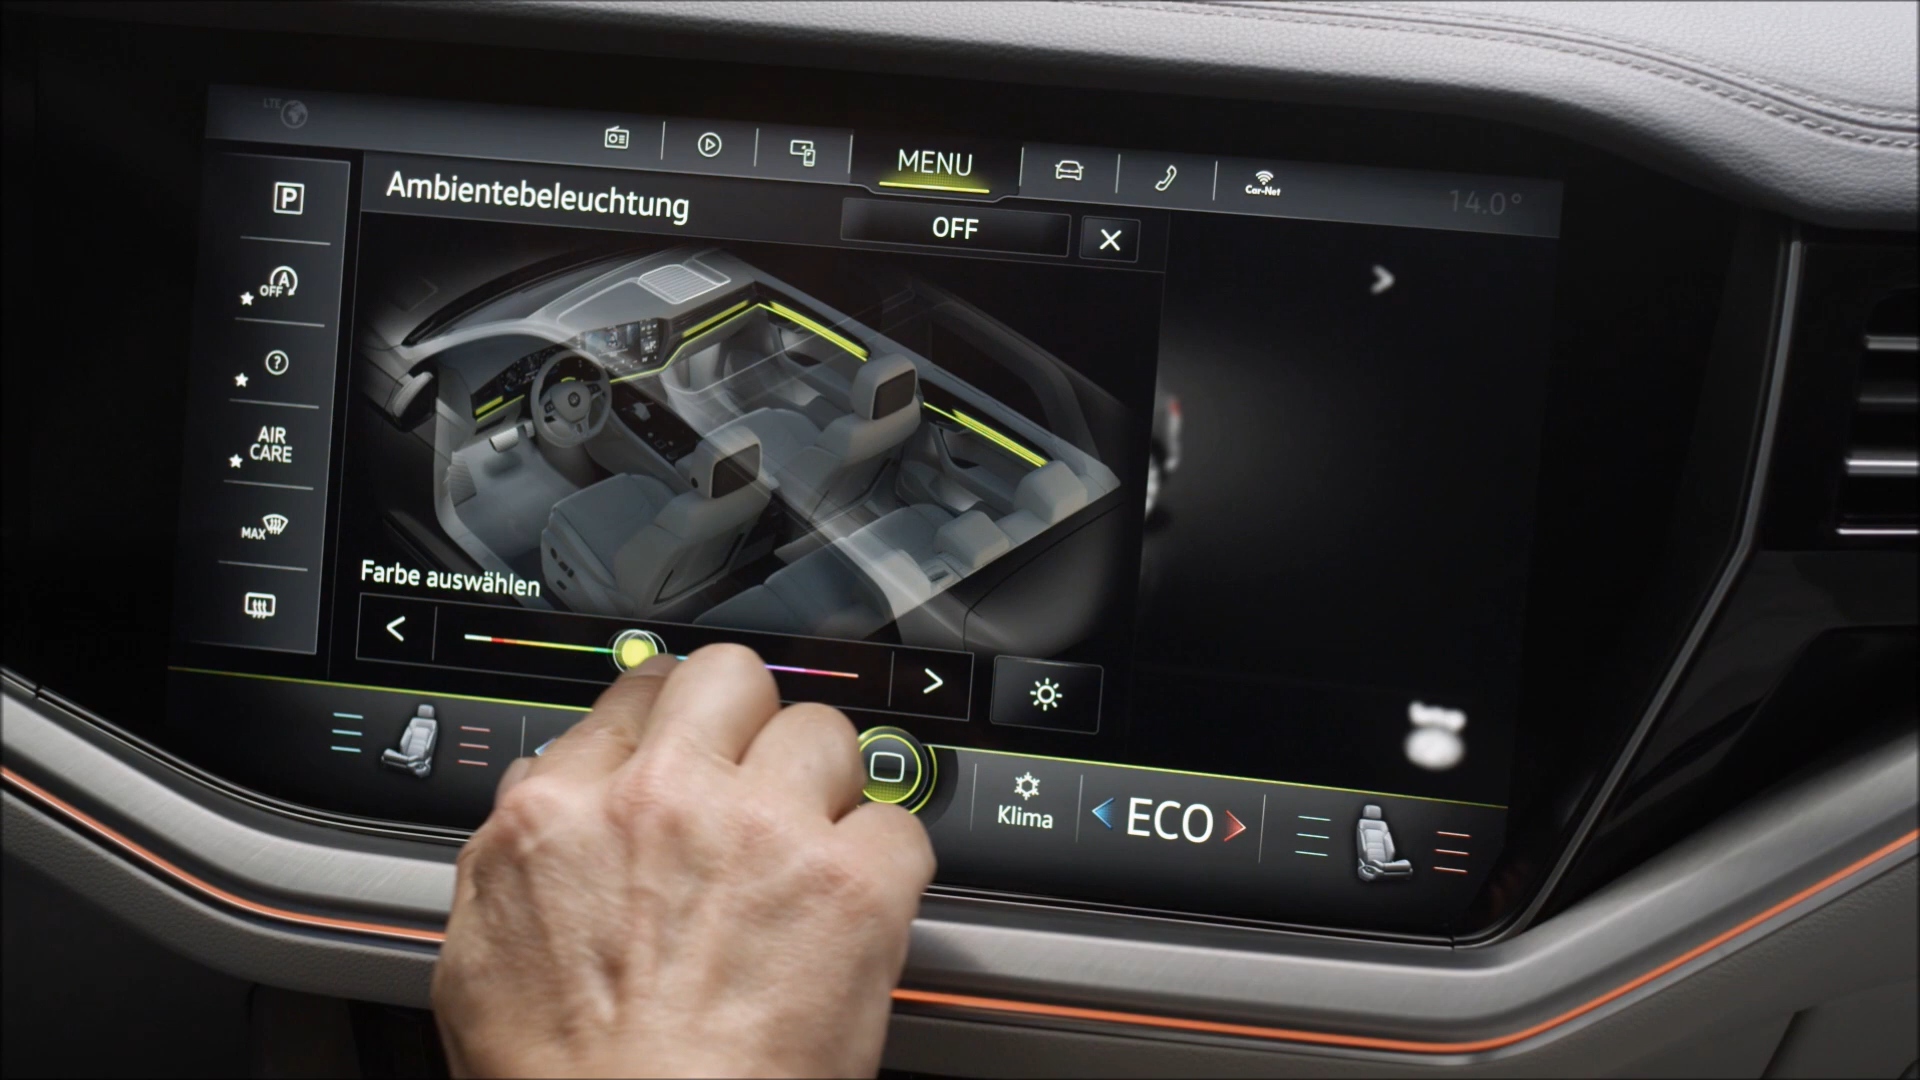 LTE
MENU
Car-Net
14.0°
P
Ambientebeleuchtung
OFF
A
OFF
?
AIR
CARE
MAX
Farbe auswählen
Klima
ECO